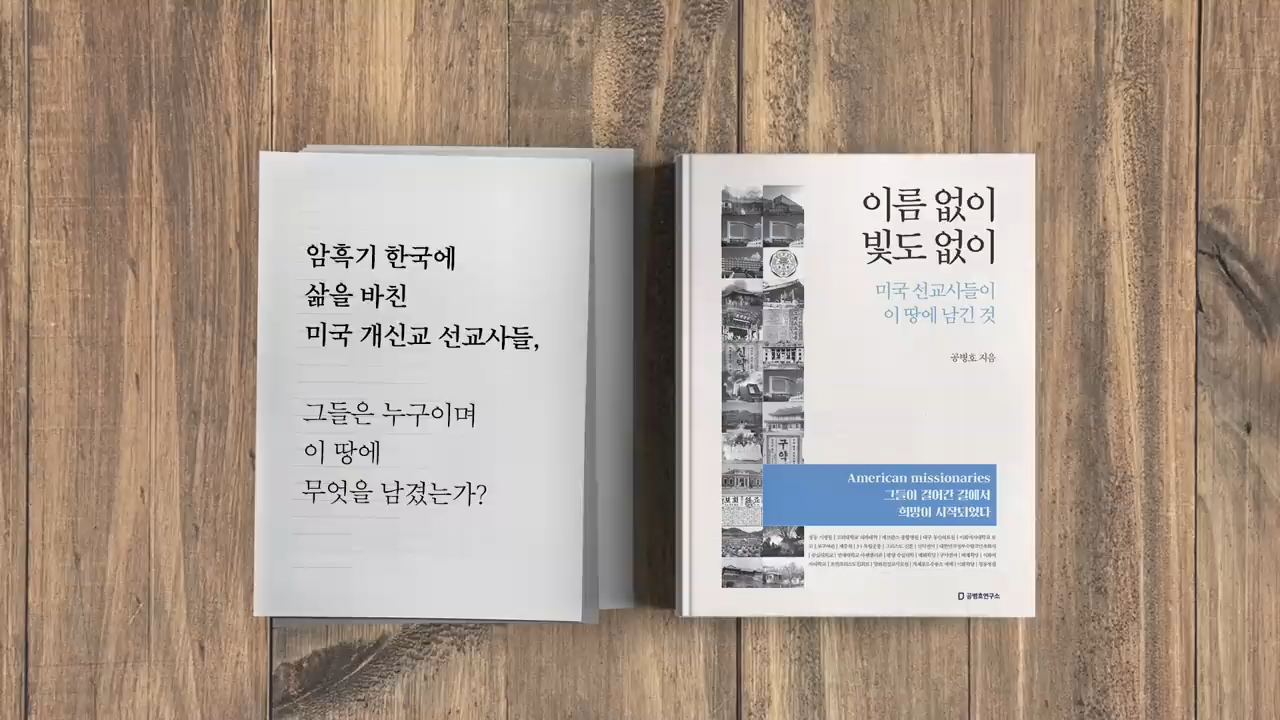 암흑기 한국에
삶을 바친
미국 개신교 선교사들,
그들은 누구이며
이 땅에
무엇을 남겼는가?
이름 없이
빛도 없이
미국 선교사들이
이 땅에 남긴 것
공병호 지음
신약
구약
American missionaries
그들이 걸어간 길에서
희망이 시작되었다
공병호연구소